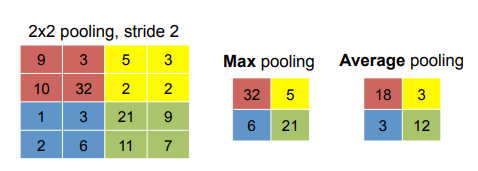 2x2 pooling, stride 2
9 3 5 3
10 32 2 2
1 3 21 9
2 6 11 7
Max pooling
32 5
6 21
Average pooling
18 3
3 12